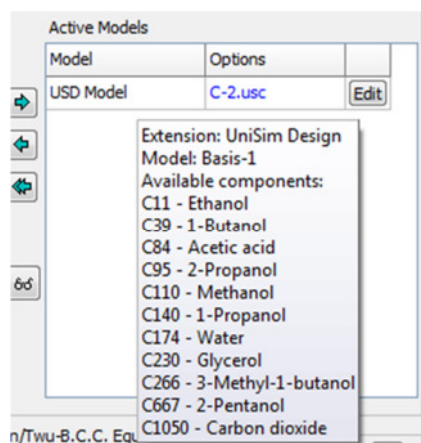 Active Models
Model Options
USD Model C-2.usc Edit
Extension: UniSim Design
Model: Basis-1
Available components:
C11 - Ethanol
C39 - 1-Butanol
C84 - Acetic acid
C95 - 2-Propanol
C110 - Methanol
C140 - 1-Propanol
C174 - Water
C230 - Glycerol
C266 - 3-Methyl-1-butanol
C667 - 2-Pentanol
C1050 - Carbon dioxide
n/Twu-B.C.C. Equ